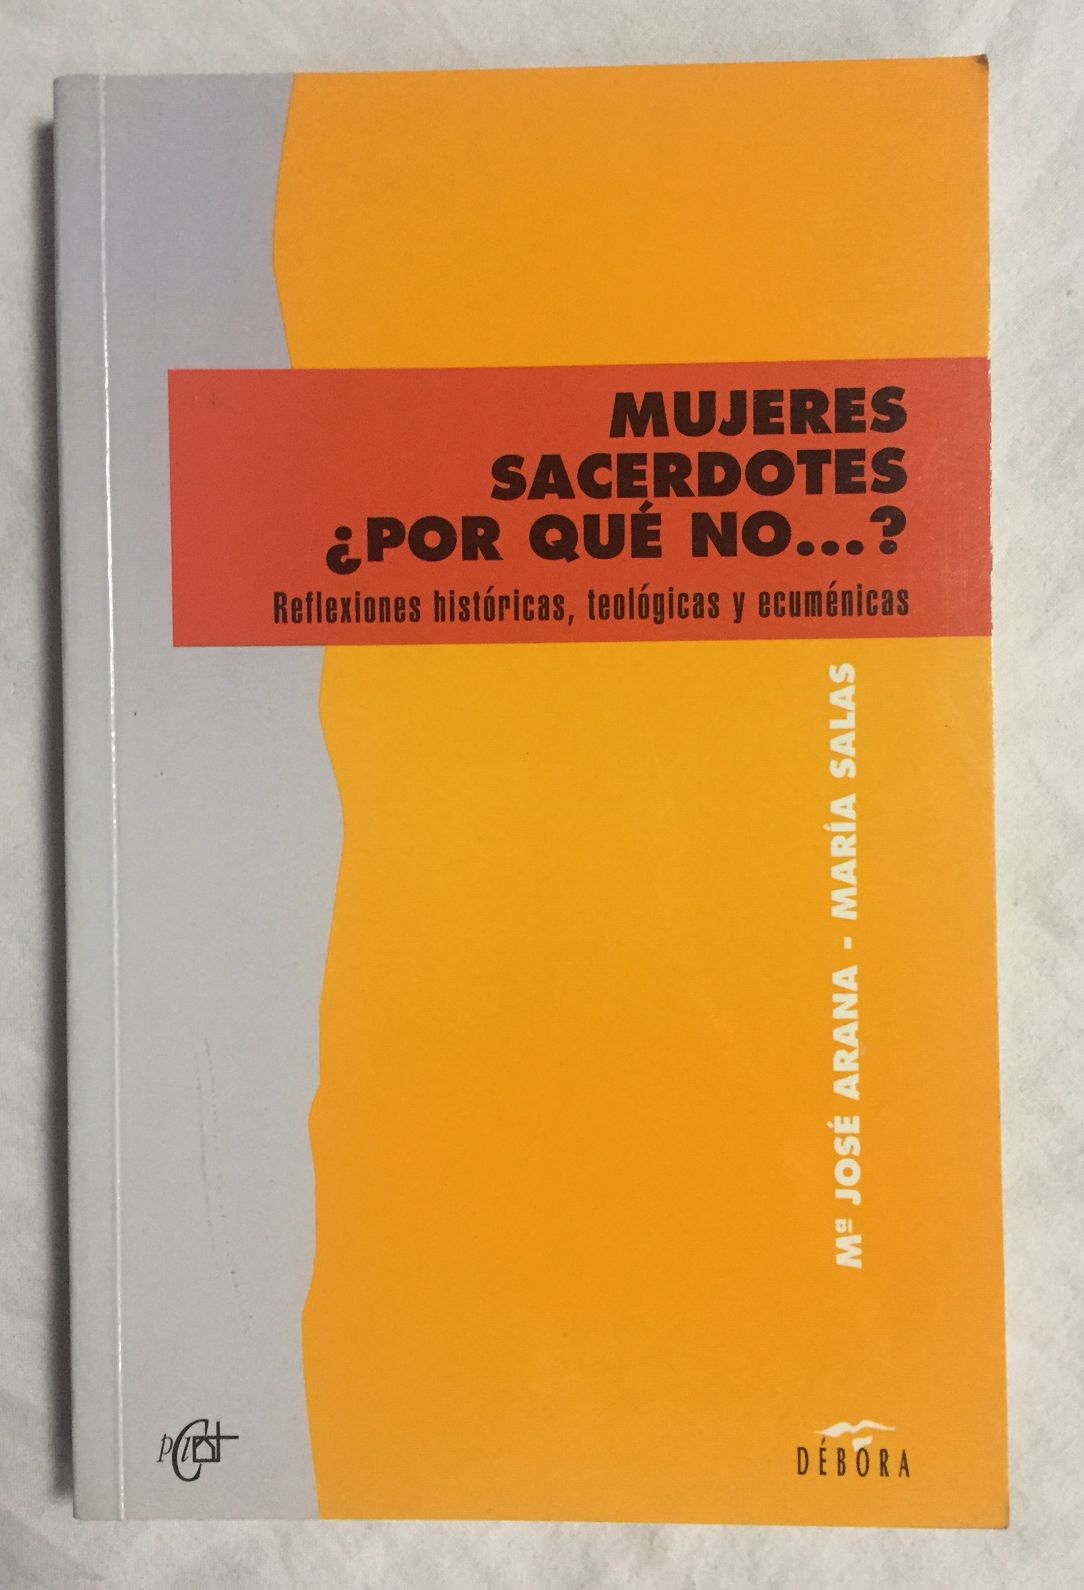 MUJERES
SACERDOTES
¿POR QUÉ NO...?
Reflexiones históricas, teológicas y ecuménicas
Mª JOSÉ ARANA - MARÍA SALAS
DÉBORA